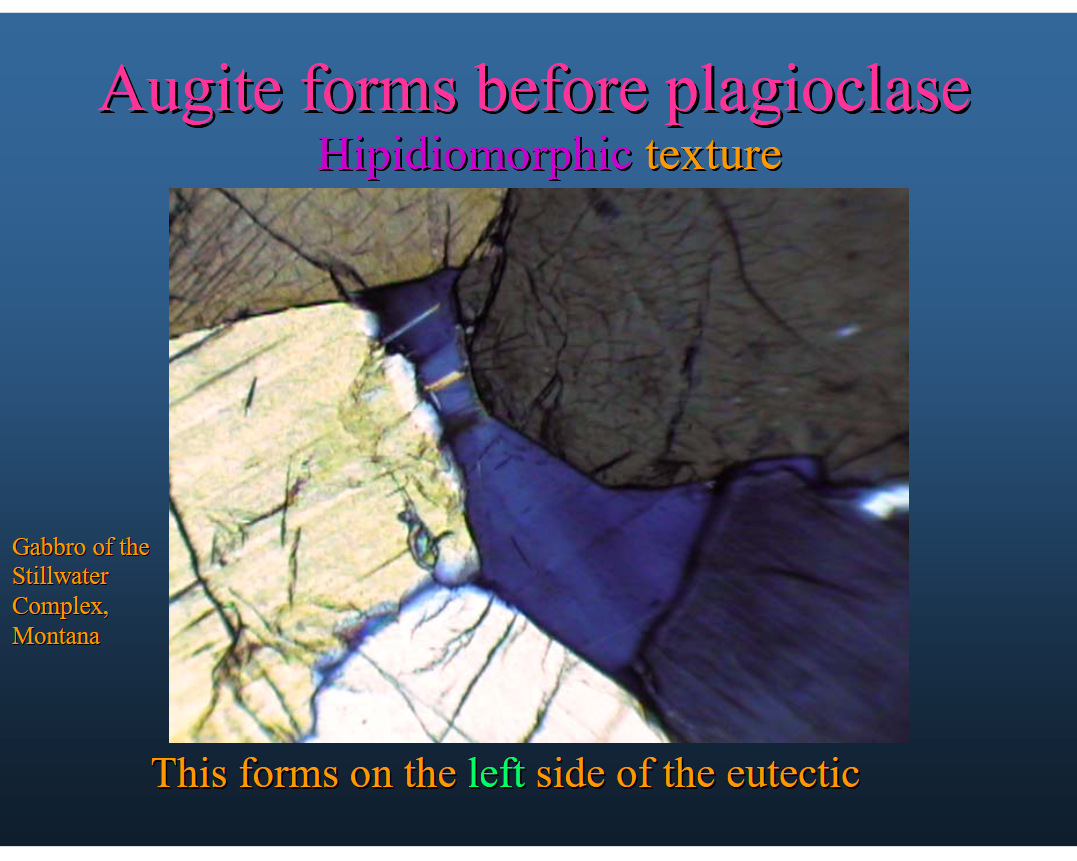 Augite forms before plagioclase
Hipidiomorphic texture
Gabbro of the
Stillwater
Complex,
Montana
This forms on the left side of the eutectic